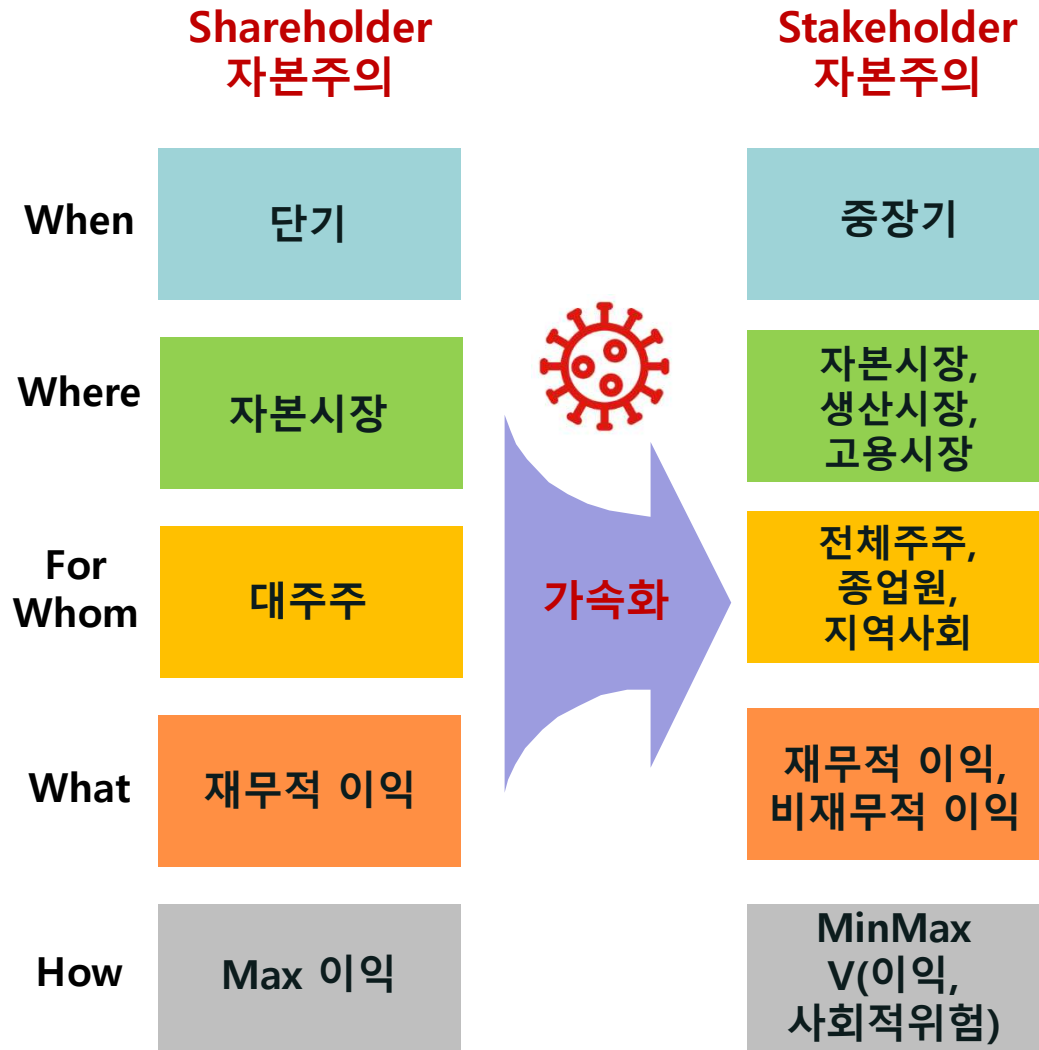 Shareholder
자본주의
Stakeholder
자본주의
When
단기
중장기
Where
자본시장
자본시장,
생산시장,
고용시장
For
Whom
대주주
가속화
전체주주,
종업원,
지역사회
What
재무적 이익
재무적 이익,
비재무적 이익
How
Max 이익
MinMax
V(이익,
사회적위험)